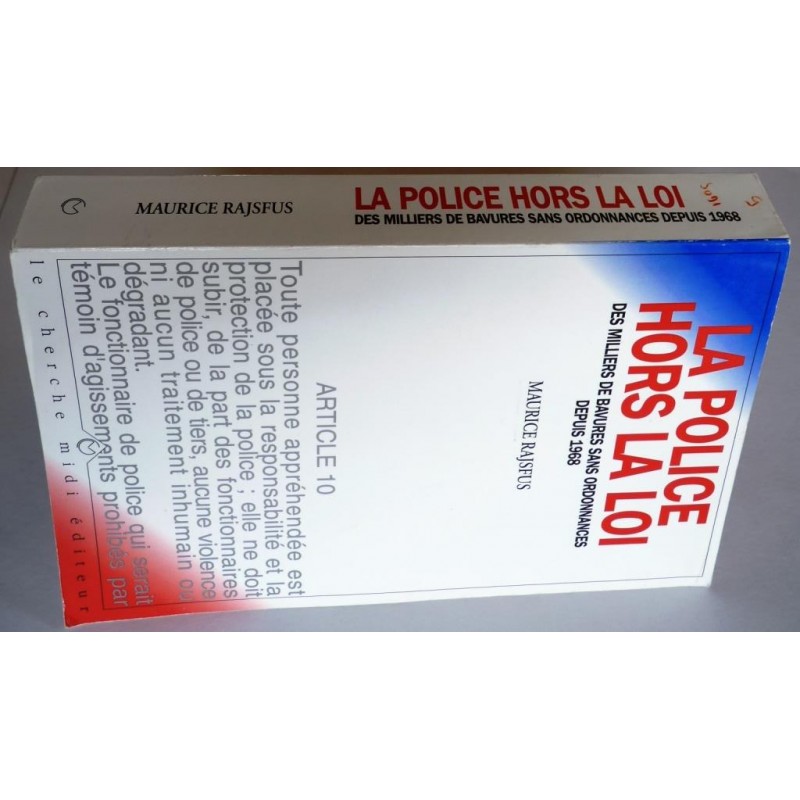 MAURICE RAJSFUS
LA POLICE HORS LA LOI
DES MILLIERS DE BAVURES SANS ORDONNANCES DEPUIS 1968
LA POLICE
HORS LA LOI
DES MILLIERS DE BAVURES SANS ORDONNANCES
DEPUIS 1968
MAURICE RAJSFUS
ARTICLE 10
Toute personne appréhendée est
placée sous la responsabilité et la
protection de la police ; elle ne doit
subir, de la part des fonctionnaires
de police ou de tiers, aucune violence
ni aucun traitement inhumain ou
dégradant.
Le fonctionnaire de police qui serait
témoin d'agissements prohibés par
le cherche midi éditeur